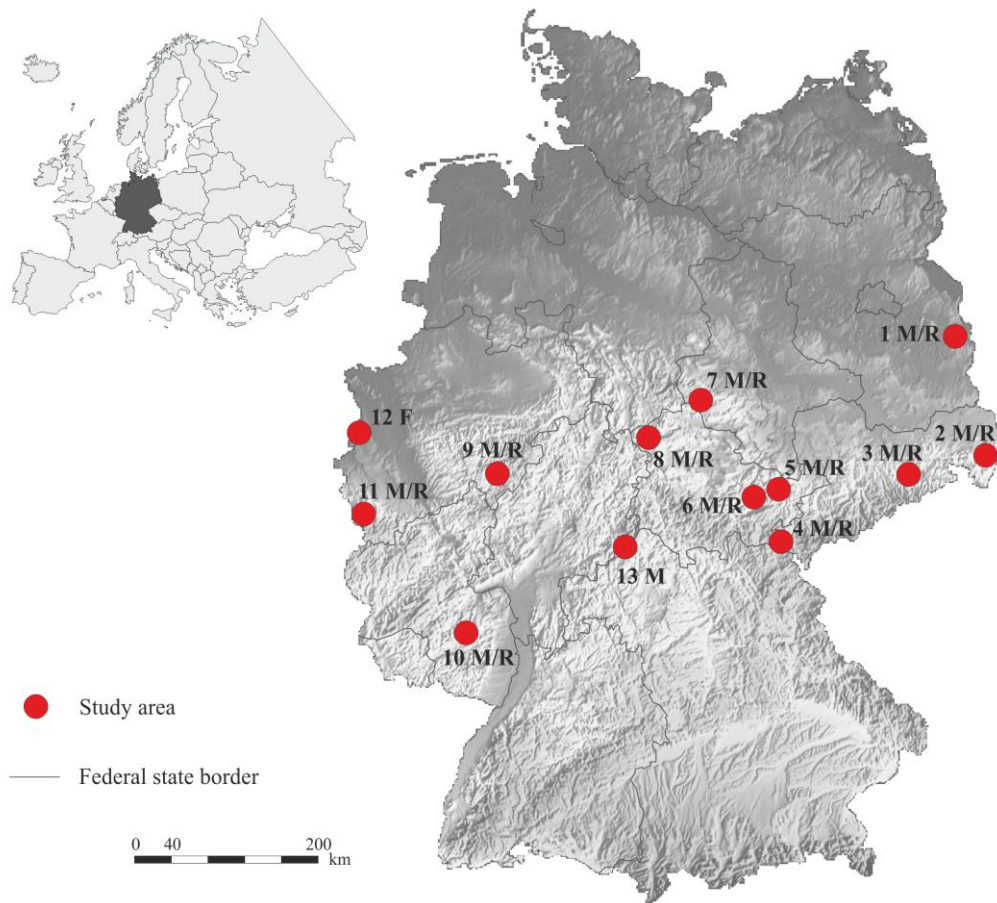 1 M/R
7 M/R
12 F
2 M/R
9 M/R
8 M/R
3 M/R
5 M/R
6 M/R
11 M/R
4 M/R
13 M
10 M/R
Study area
Federal state border
0 40 200
km